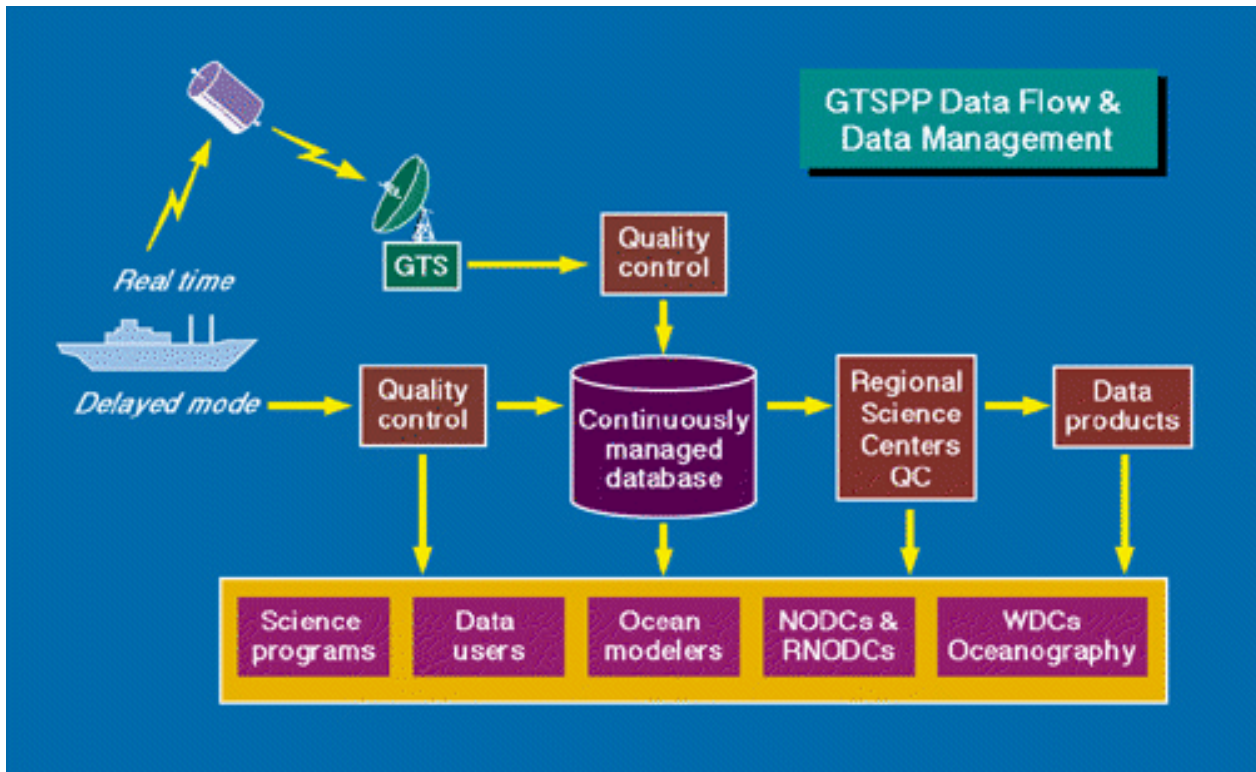 GTSPP Data Flow &
Data Management
Real time
GTS
Quality
control
Delayed mode
Quality
control
Continuously
managed
database
Regional
Science
Centers
QC
Data
products
Science
programs
Data
users
Ocean
modelers
NODCs &
RNODCs
WDCs
Oceanography